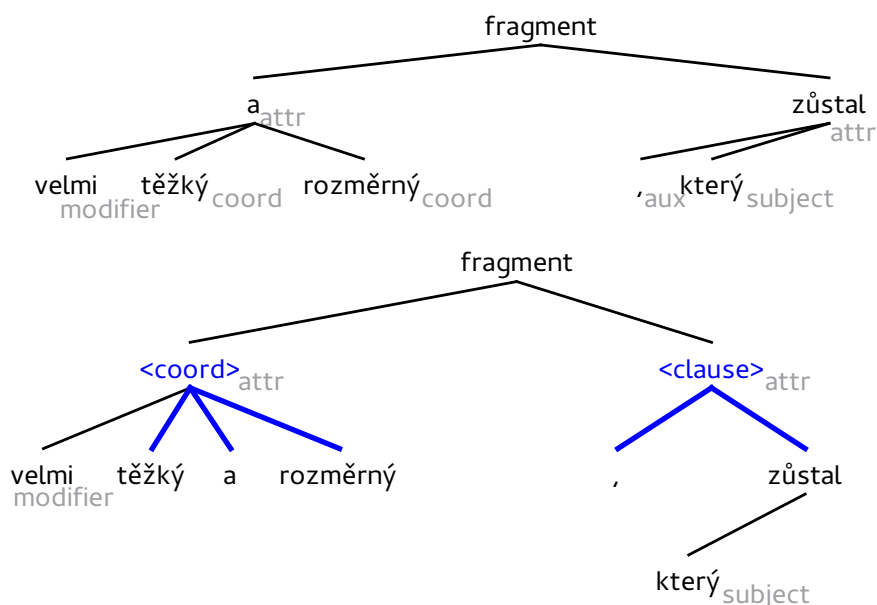 fragment
a attr zůstal attr
velmi modifier těžký coord rozměrný coord , aux který subject
fragment
<coord> attr <clause> attr
velmi modifier těžký a rozměrný , zůstal
který subject